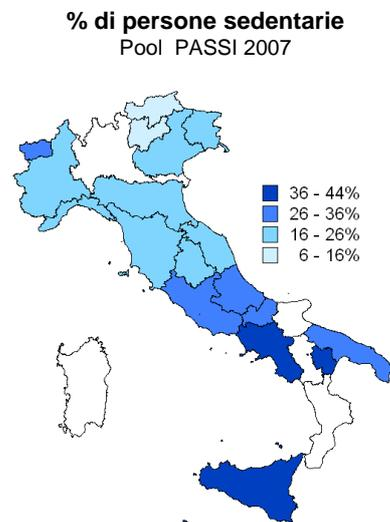 % di persone sedentarie
Pool PASSI 2007
36 - 44%
26 - 36%
16 - 26%
6 - 16%